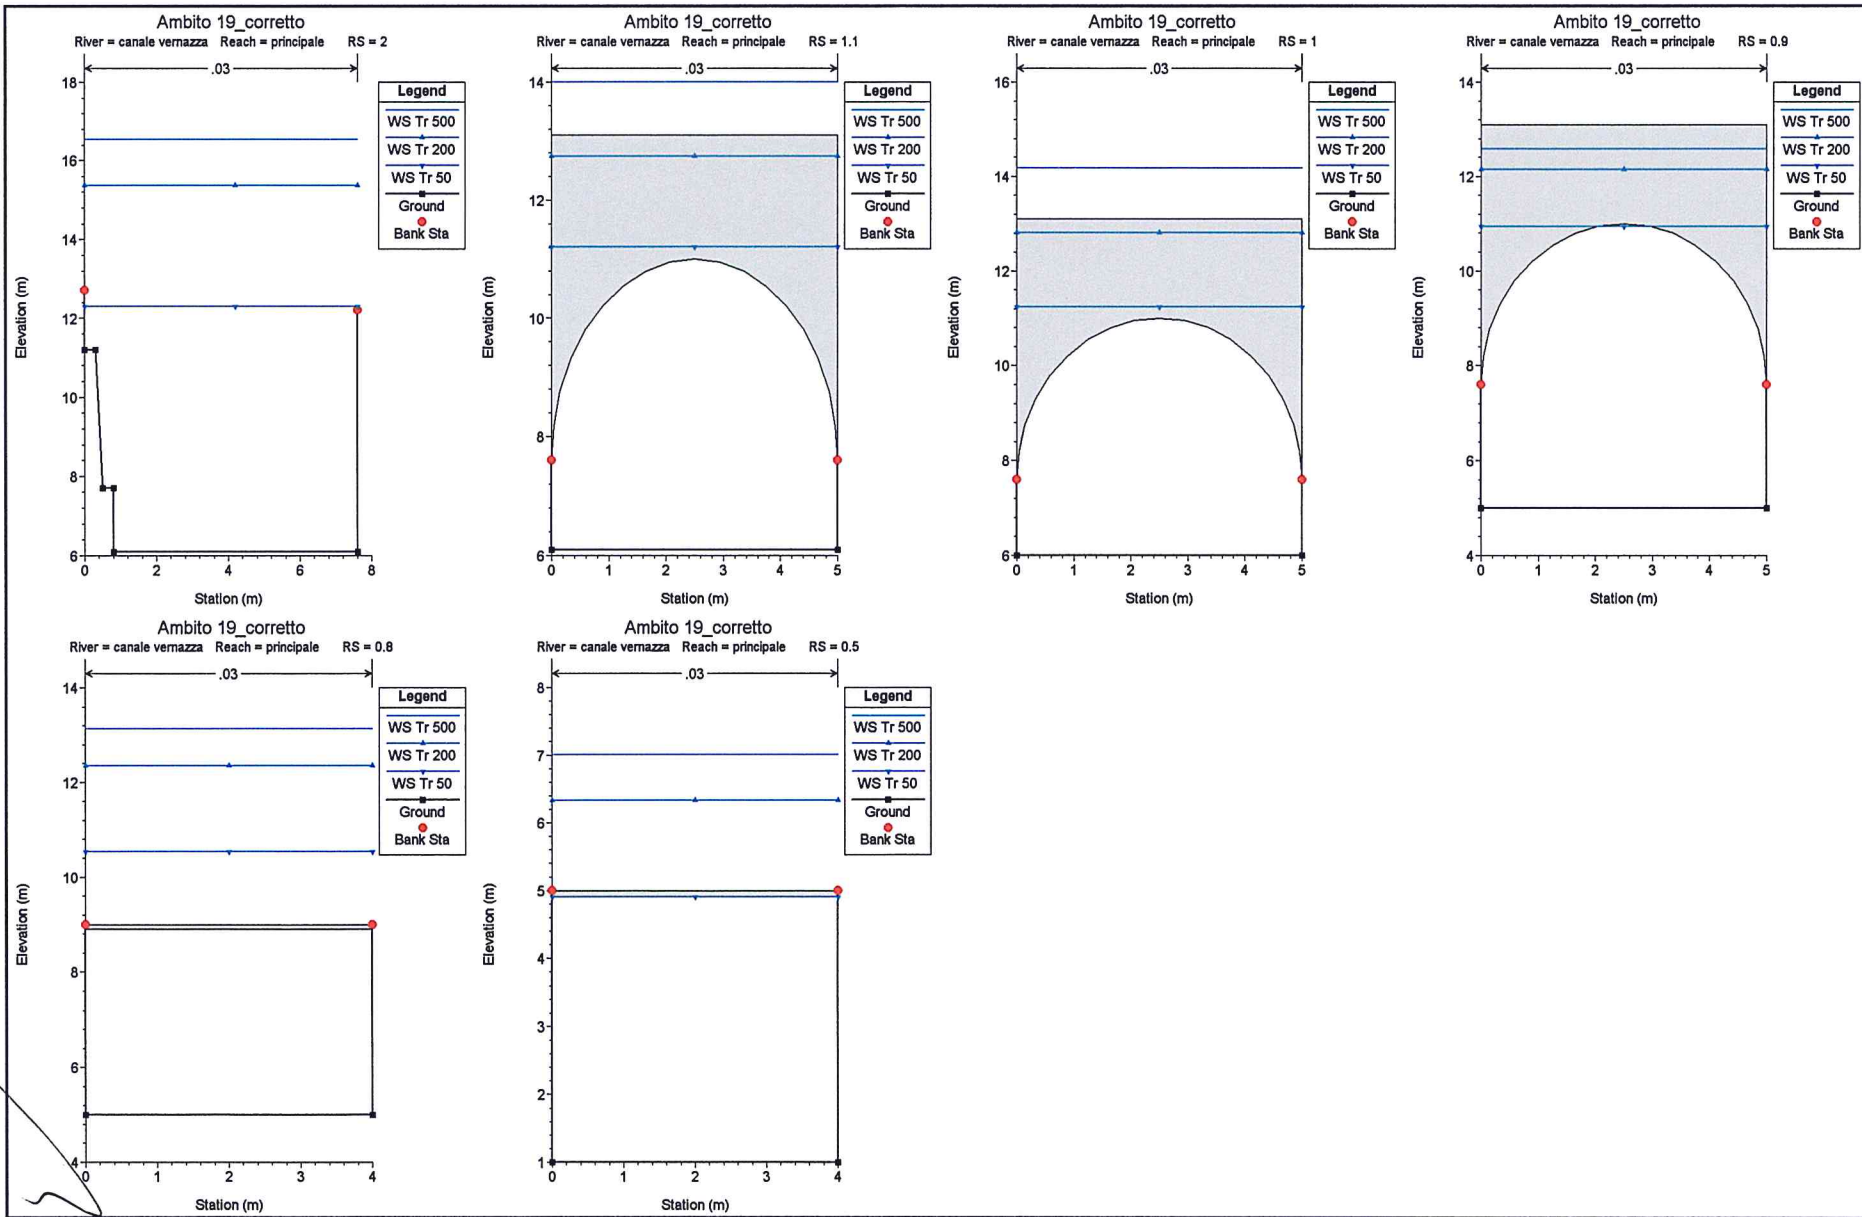 Ambito 19_corretto
River = canale vernazza Reach = principale RS = 2
.03
18
16
14
12
10
8
6
0
2
4
6
8
Elevation (m)
Station (m)
Legend
WS Tr 500
WS Tr 200
WS Tr 50
Ground
Bank Sta
Ambito 19_corretto
River = canale vernazza Reach = principale RS = 1.1
.03
14
12
10
8
6
0
1
2
3
4
5
Elevation (m)
Station (m)
Legend
WS Tr 500
WS Tr 200
WS Tr 50
Ground
Bank Sta
Ambito 19_corretto
River = canale vernazza Reach = principale RS = 1
.03
16
14
12
10
8
6
0
1
2
3
4
5
Elevation (m)
Station (m)
Legend
WS Tr 500
WS Tr 200
WS Tr 50
Ground
Bank Sta
Ambito 19_corretto
River = canale vernazza Reach = principale RS = 0.9
.03
14
12
10
8
6
4
0
1
2
3
4
5
Elevation (m)
Station (m)
Legend
WS Tr 500
WS Tr 200
WS Tr 50
Ground
Bank Sta
Ambito 19_corretto
River = canale vernazza Reach = principale RS = 0.8
.03
14
12
10
8
6
4
0
1
2
3
4
Elevation (m)
Station (m)
Legend
WS Tr 500
WS Tr 200
WS Tr 50
Ground
Bank Sta
Ambito 19_corretto
River = canale vernazza Reach = principale RS = 0.5
.03
8
7
6
5
4
3
2
1
0
1
2
3
4
Elevation (m)
Station (m)
Legend
WS Tr 500
WS Tr 200
WS Tr 50
Ground
Bank Sta